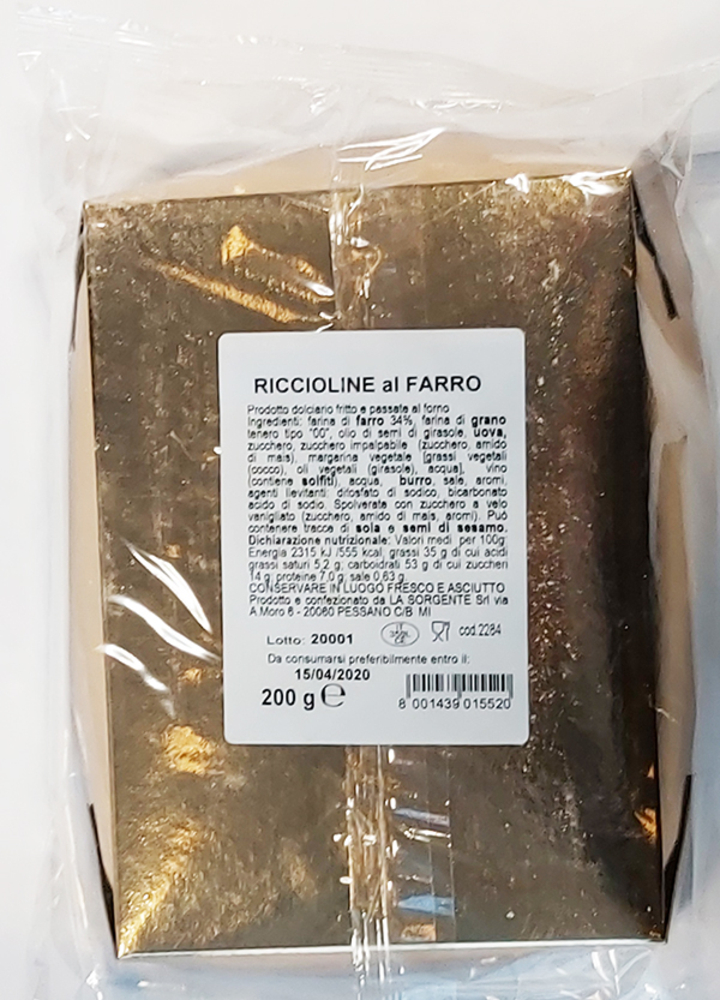 RICCIOLINE al FARRO
Prodotto dolciario fritto e passato al forno
Ingredienti: farina di farro 34%, farina di grano
tenero tipo "00", olio di semi di girasole, uova,
zucchero, zucchero impalpabile (zucchero, amido
di mais), margarina vegetale [grassi vegetali
(cocco), oli vegetali (girasole), acqua], vino
(contiene solfiti), acqua, burro, sale, aromi,
agenti lievitanti: difosfato di sodico, bicarbonato
acido di sodio. Spolverate con zucchero a velo
vanigliato (zucchero, amido di mais, aromi). Può
contenere tracce di soia e semi di sesamo.
Dichiarazione nutrizionale: Valori medi per 100g:
Energia 2315 kJ /555 kcal, grassi 35 g di cui acidi
grassi saturi 5,2 g; carboidrati 53 g di cui zuccheri
14 g; proteine 7,0 g; sale 0,63 g.
CONSERVARE IN LUOGO FRESCO E ASCIUTTO
Prodotto e confezionato da LA SORGENTE Srl via
A.Moro 6 - 20060 PESSANO C/B MI
Lotto: 20001 IT CE cod.2284
Da consumarsi preferibilmente entro il:
15/04/2020
200 g e
8 001439 015520